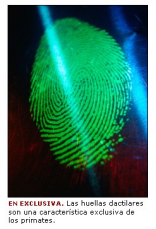 EN EXCLUSIVA. Las huellas dactilares
son una característica exclusiva de
los primates.